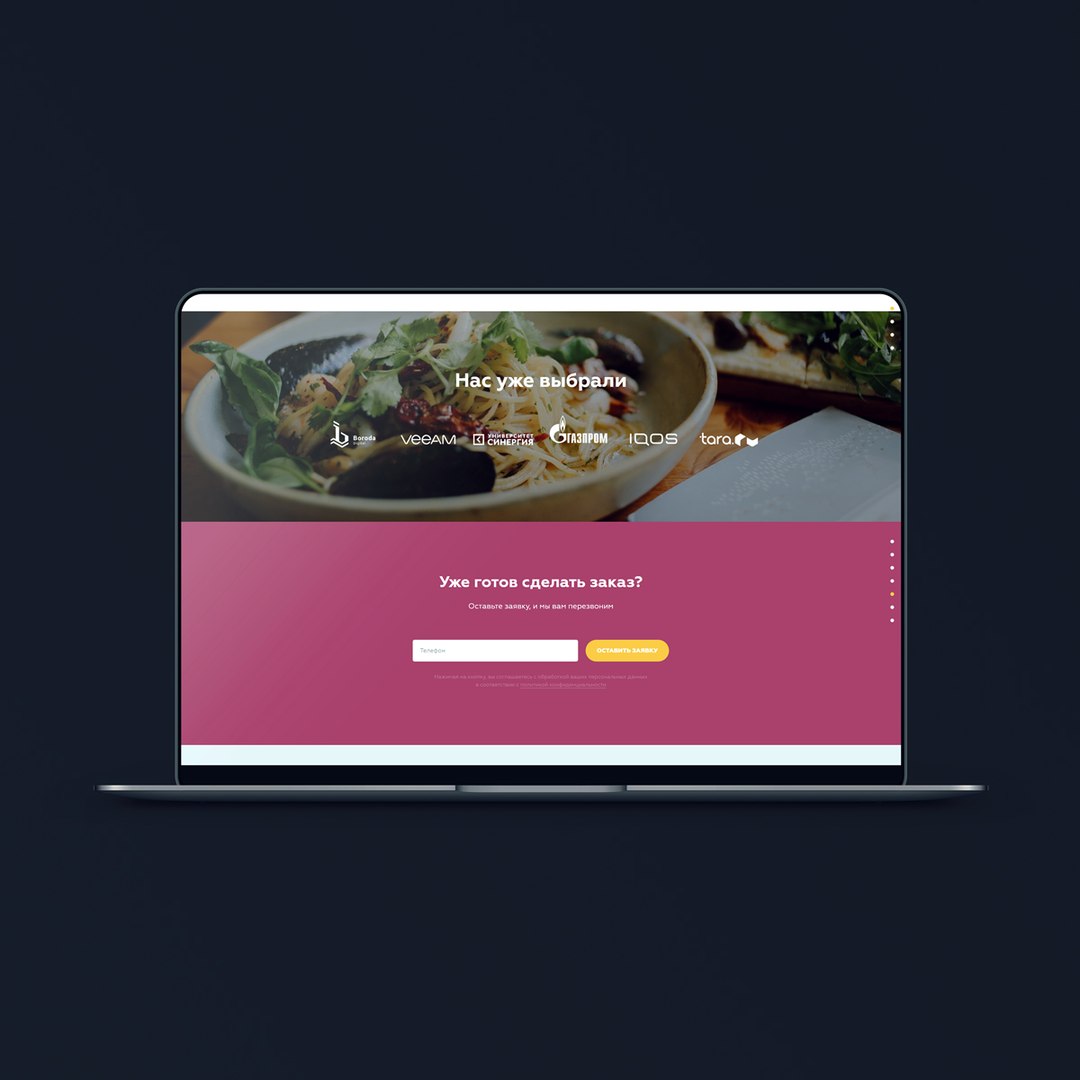 Нас уже выбрали
Boroda
Digital
veeam
УНИВЕРСИТЕТ
СИНЕРГИЯ
ГАЗПРОМ
IQOS
tara.
Уже готов сделать заказ?
Оставьте заявку, и мы вам перезвоним
Телефон
ОСТАВИТЬ ЗАЯВКУ
Нажимая на кнопку, вы соглашаетесь с обработкой ваших персональных данных
в соответствии с политикой конфиденциальности